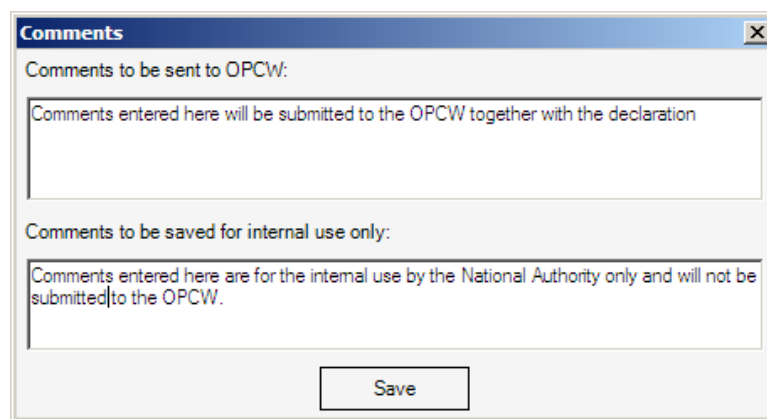 Comments
Comments to be sent to OPCW:
Comments entered here will be submitted to the OPCW together with the declaration
Comments to be saved for internal use only:
Comments entered here are for the internal use by the National Authority only and will not be
submitted to the OPCW.
Save